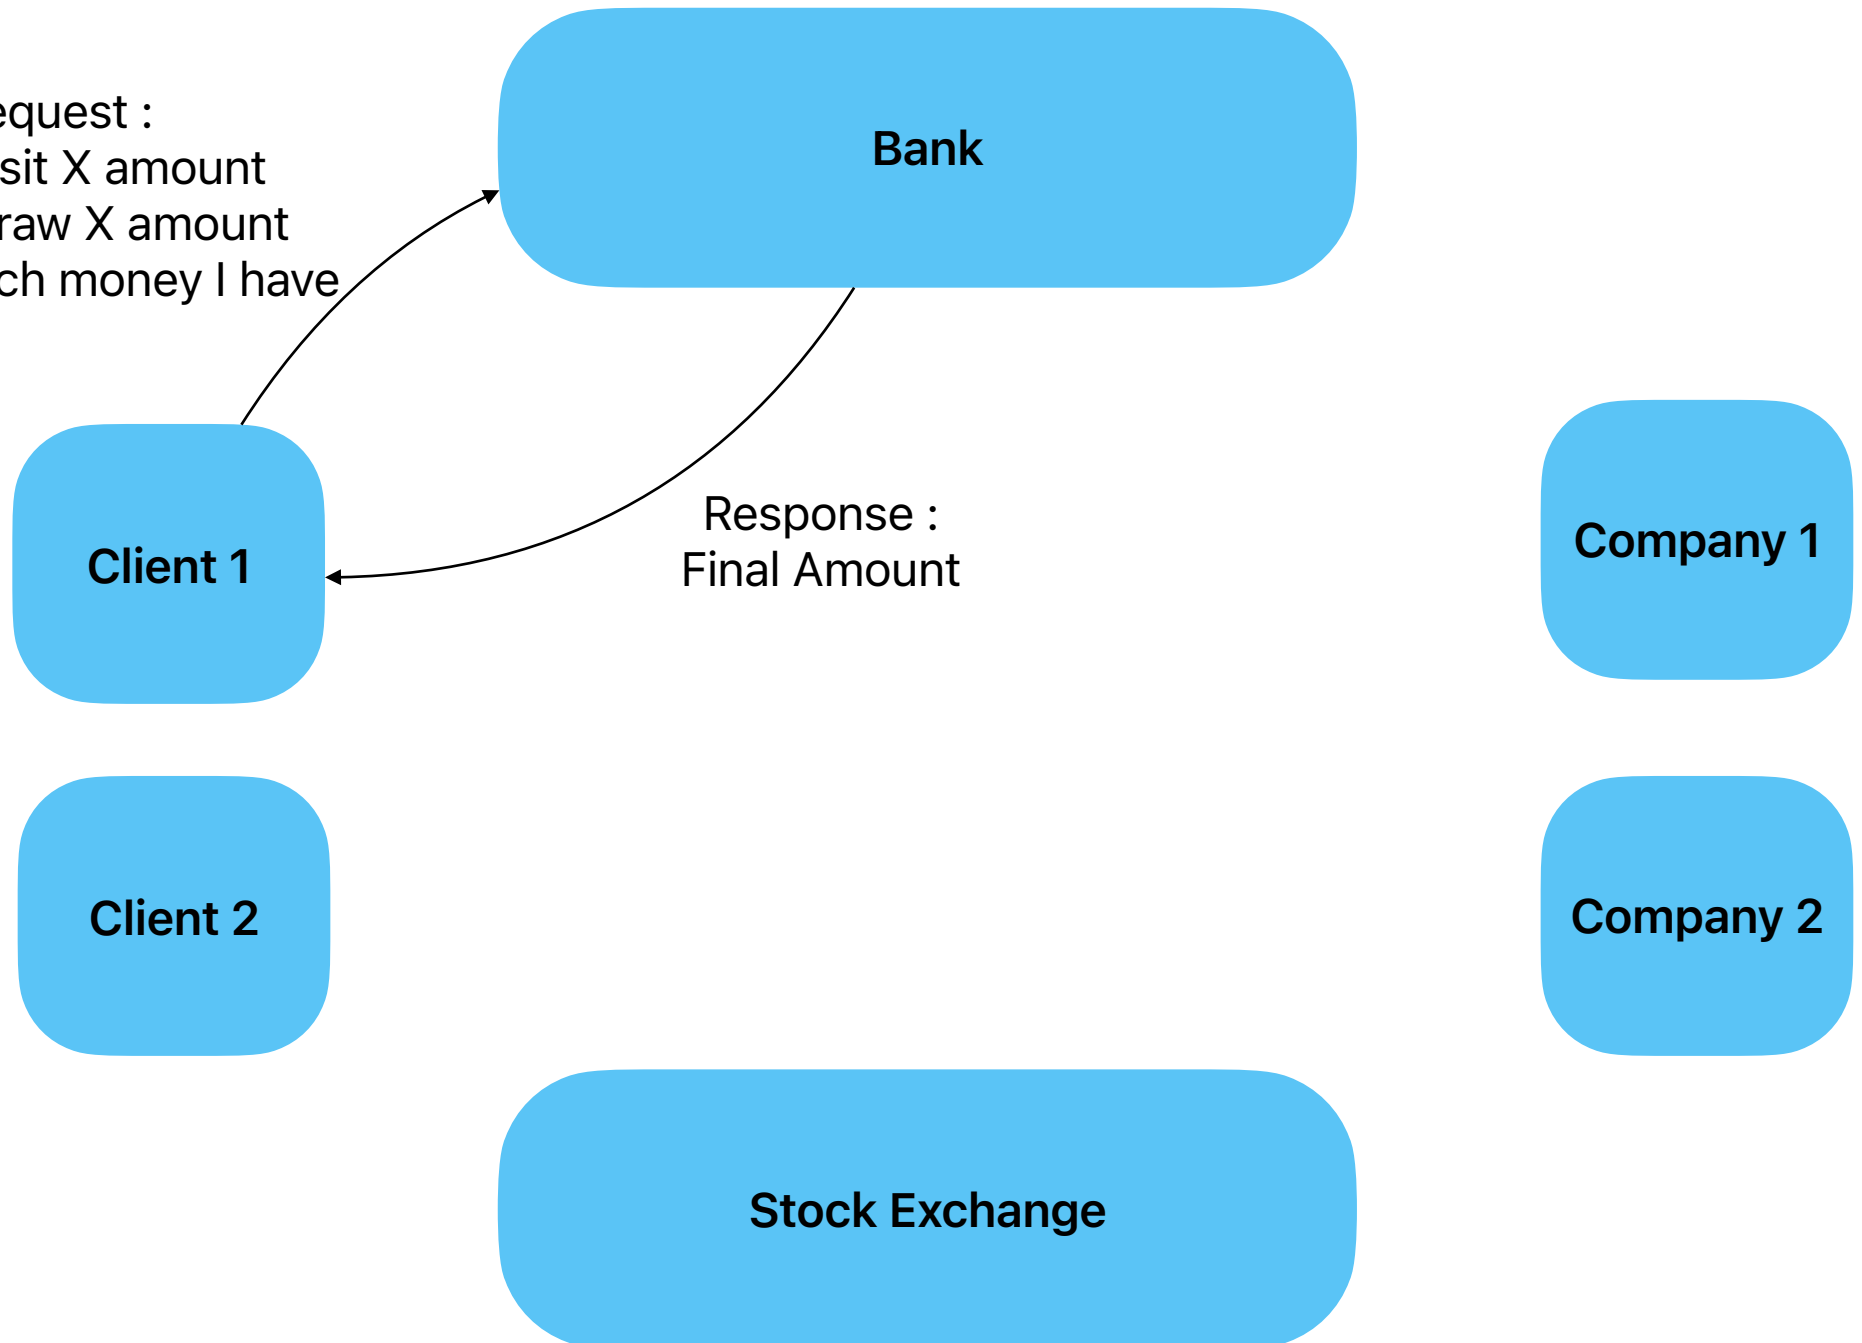 equest :
sit X amount
raw X amount
ch money I have
Bank
Response :
Final Amount
Client 1
Company 1
Client 2
Company 2
Stock Exchange